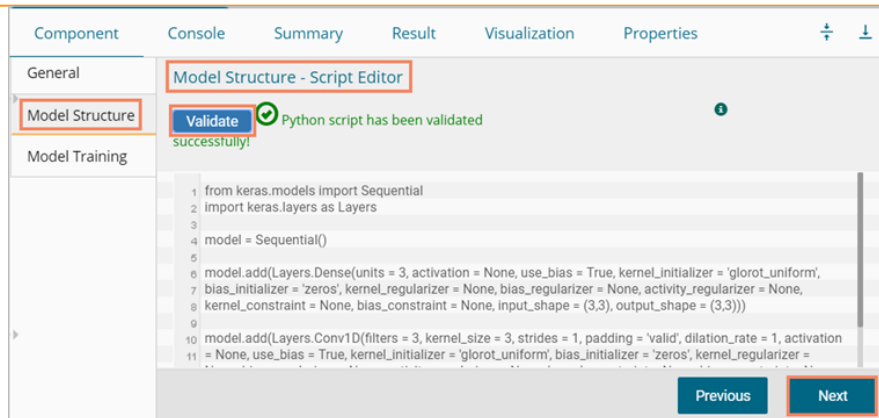 Component Console Summary Result Visualization Properties
General
Model Structure - Script Editor
Model Structure
Validate Python script has been validated
successfully!
Model Training
1 from keras.models import Sequential
2 import keras.layers as Layers
3
4 model = Sequential()
5
6 model.add(Layers.Dense(units = 3, activation = None, use_bias = True, kernel_initializer = 'glorot_uniform',
7 bias_initializer = 'zeros', kernel_regularizer = None, bias_regularizer = None, activity_regularizer = None,
8 kernel_constraint = None, bias_constraint = None, input_shape = (3,3), output_shape = (3,3)))
9
10 model.add(Layers.Conv1D(filters = 3, kernel_size = 3, strides = 1, padding = 'valid', dilation_rate = 1, activation
11 = None, use_bias = True, kernel_initializer = 'glorot_uniform', bias_initializer = 'zeros', kernel_regularizer =
Previous Next